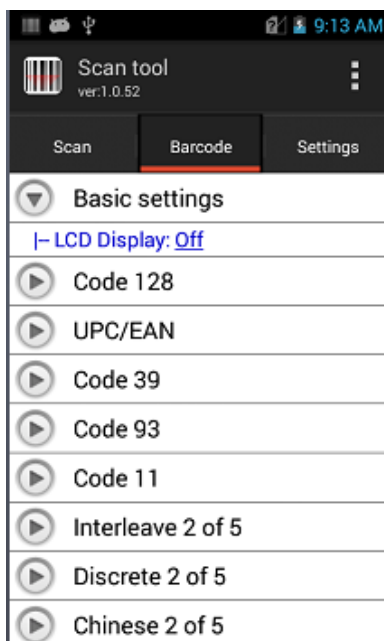 9:13 AM
Scan tool
ver:1.0.52
Scan Barcode Settings
Basic settings
|-- LCD Display: Off
Code 128
UPC/EAN
Code 39
Code 93
Code 11
Interleave 2 of 5
Discrete 2 of 5
Chinese 2 of 5